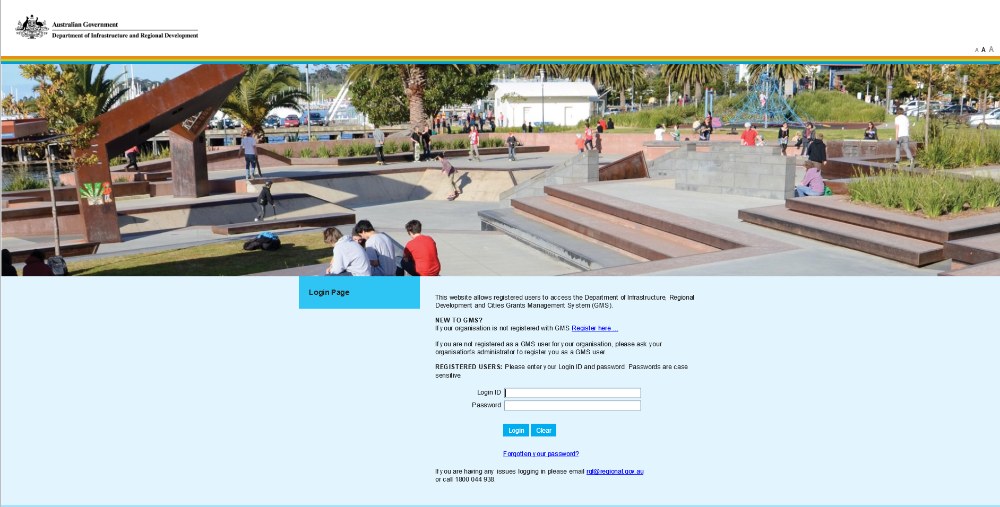 Australian Government
Department of Infrastructure and Regional Development
A A A
Login Page
This website allows registered users to access the Department of Infrastructure, Regional
Development and Cities Grants Management System (GMS).
NEW TO GMS?
If your organisation is not registered with GMS Register here ...
If you are not registered as a GMS user for your organisation, please ask your
organisation's administrator to register you as a GMS user.
REGISTERED USERS: Please enter your Login ID and password. Passwords are case
sensitive.
Login ID
Password
Login Clear
Forgotten your password?
If you are having any issues logging in please email rgf@regional.gov.au
or call 1800 044 938.